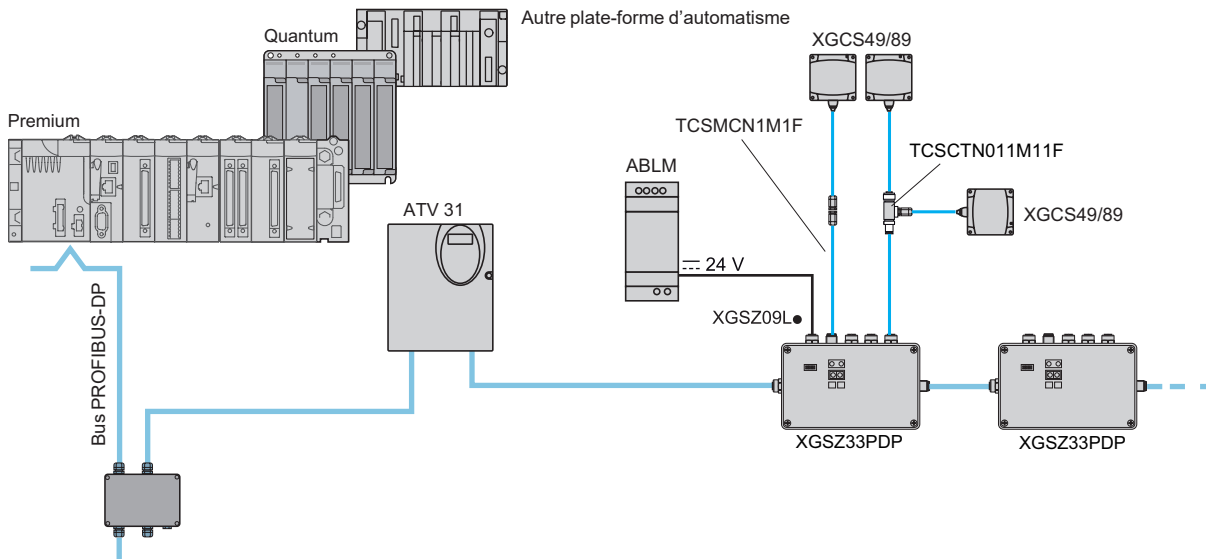 Autre plate-forme d'automatisme
Quantum
XGCS49/89
Premium
TCSMCN1M1F
TCSCTN011M11F
ABLM
ATV 31
XGCS49/89
24 V
XGSZ09L●
Bus PROFIBUS-DP
XGSZ33PDP
XGSZ33PDP